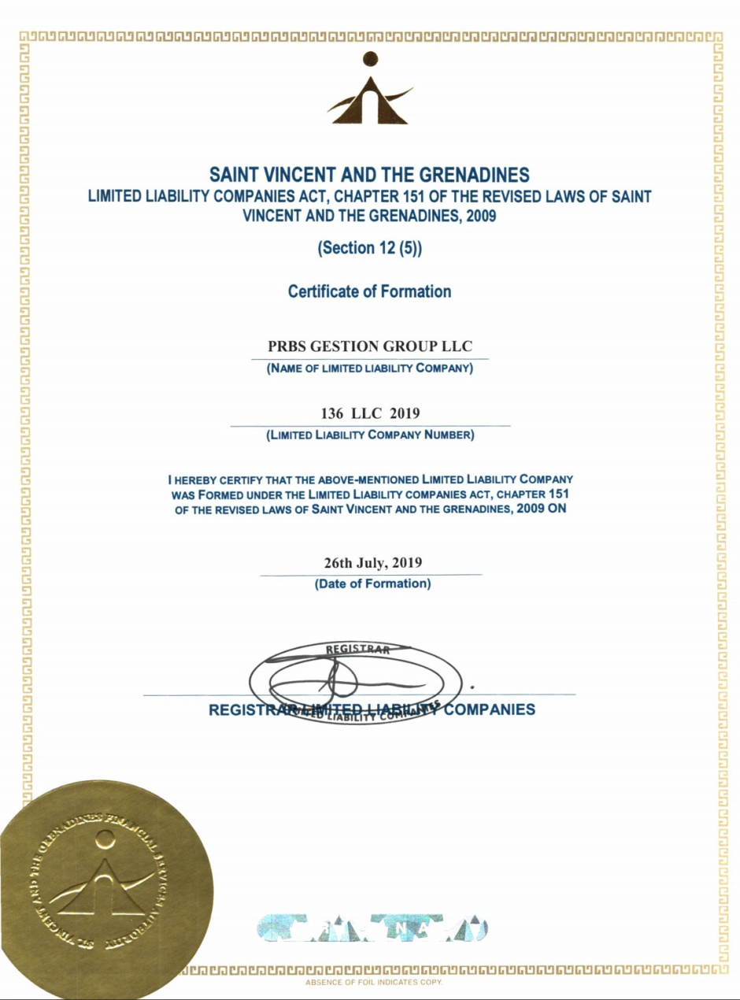 SAINT VINCENT AND THE GRENADINES
LIMITED LIABILITY COMPANIES ACT, CHAPTER 151 OF THE REVISED LAWS OF SAINT
VINCENT AND THE GRENADINES, 2009
(Section 12 (5))
Certificate of Formation
PRBS GESTION GROUP LLC
(NAME OF LIMITED LIABILITY COMPANY)
136 LLC 2019
(LIMITED LIABILITY COMPANY NUMBER)
I HEREBY CERTIFY THAT THE ABOVE-MENTIONED LIMITED LIABILITY COMPANY
WAS FORMED UNDER THE LIMITED LIABILITY COMPANIES ACT, CHAPTER 151
OF THE REVISED LAWS OF SAINT VINCENT AND THE GRENADINES, 2009 ON
26th July, 2019
(Date of Formation)
REGISTRAR
LIMITED LIABILITY COMPANIES
REGISTRAR LIMITED LIABILITY COMPANIES
ST. VINCENT AND THE GRENADINES FINANCIAL SERVICES AUTHORITY
ABSENCE OF FOIL INDICATES COPY.